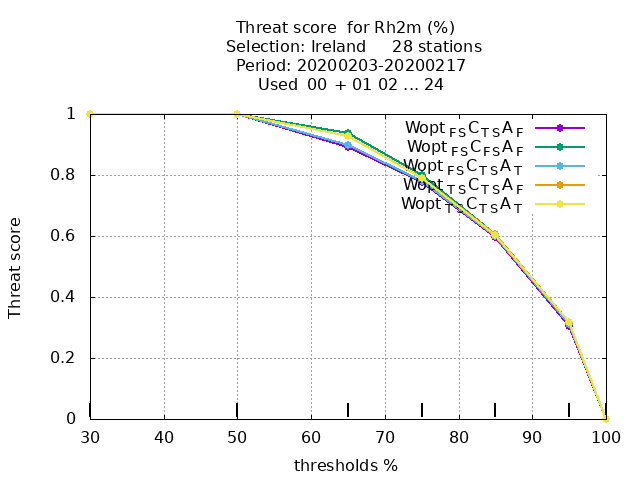 Threat score for Rh2m (%)
Selection: Ireland 28 stations
Period: 20200203-20200217
Used 00 + 01 02 ... 24
Wopt FS C TS A F
Wopt FS C FS A F
Wopt FS C TS A T
Wopt TS C TS A F
Wopt TS C TS A T
Threat score
1
0.8
0.6
0.4
0.2
0
30 40 50 60 70 80 90 100
thresholds %